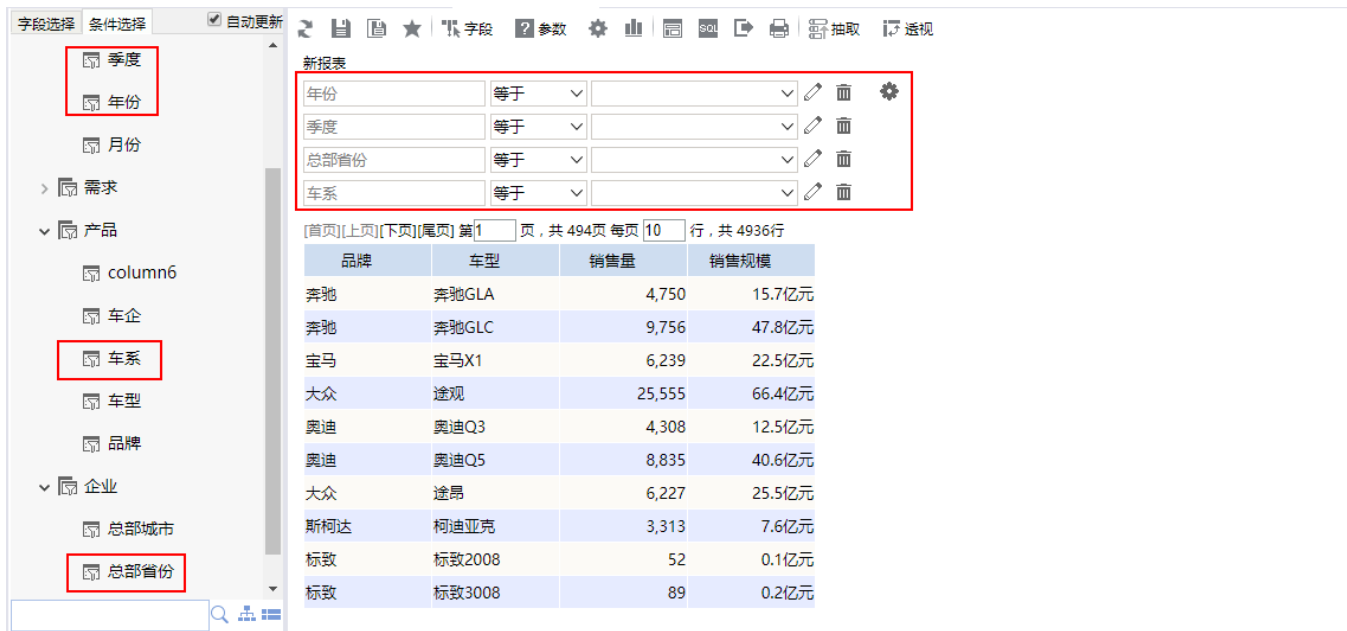 字段选择 条件选择 自动更新
季度
年份
月份
需求
产品
column6
车企
车系
车型
品牌
企业
总部城市
总部省份
字段 ? 参数 SQL 抽取 透视
新报表
年份 等于
季度 等于
总部省份 等于
车系 等于
[首页][上页][下页][尾页] 第1 页，共 494页 每页 10 行，共 4936行
品牌 车型 销售量 销售规模
奔驰 奔驰GLA 4,750 15.7亿元
奔驰 奔驰GLC 9,756 47.8亿元
宝马 宝马X1 6,239 22.5亿元
大众 途观 25,555 66.4亿元
奥迪 奥迪Q3 4,308 12.5亿元
奥迪 奥迪Q5 8,835 40.6亿元
大众 途昂 6,227 25.5亿元
斯柯达 柯迪亚克 3,313 7.6亿元
标致 标致2008 52 0.1亿元
标致 标致3008 89 0.2亿元